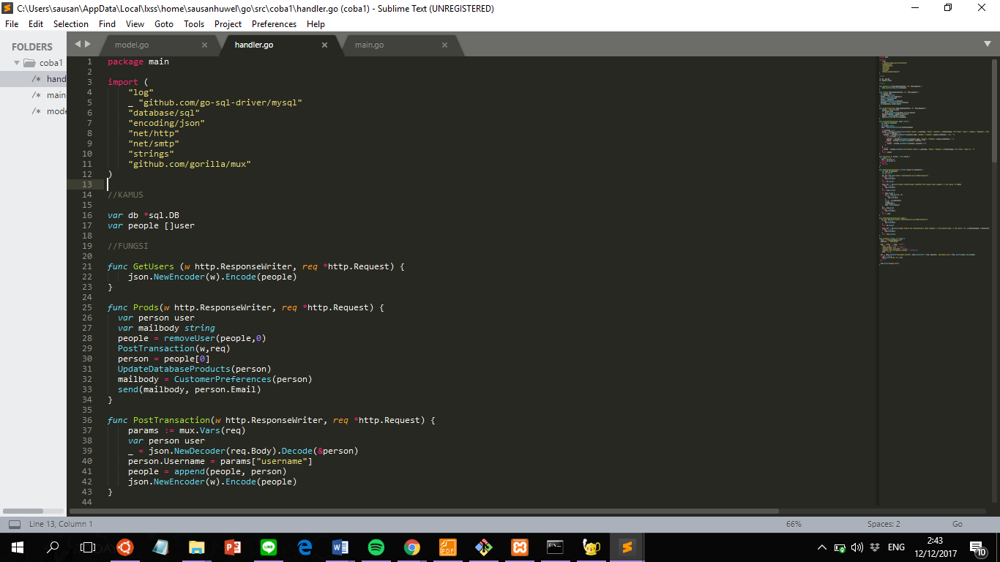 C:\Users\sausan\AppData\Local\lxss\home\sausanhuwel\go\src\coba1\handler.go (coba1) - Sublime Text (UNREGISTERED)
File Edit Selection Find View Goto Tools Project Preferences Help
FOLDERS
coba1
/* hand
/* main
/* mode
model.go × handler.go × main.go ×
1 package main
2
3 import (
4 "log"
5 _ "github.com/go-sql-driver/mysql"
6 "database/sql"
7 "encoding/json"
8 "net/http"
9 "net/smtp"
10 "strings"
11 "github.com/gorilla/mux"
12 )
13
14 //KAMUS
15
16 var db *sql.DB
17 var people []user
18
19 //FUNGSI
20
21 func GetUsers (w http.ResponseWriter, req *http.Request) {
22 json.NewEncoder(w).Encode(people)
23 }
24
25 func Prods(w http.ResponseWriter, req *http.Request) {
26 var person user
27 var mailbody string
28 people = removeUser(people,0)
29 PostTransaction(w,req)
30 person = people[0]
31 UpdateDatabaseProducts(person)
32 mailbody = CustomerPreferences(person)
33 send(mailbody, person.Email)
34 }
35
36 func PostTransaction(w http.ResponseWriter, req *http.Request) {
37 params := mux.Vars(req)
38 var person user
39 _ = json.NewDecoder(req.Body).Decode(&person)
40 person.Username = params["username"]
41 people = append(people, person)
42 json.NewEncoder(w).Encode(people)
43 }
44
Line 13, Column 1 66% Spaces: 2 Go
ENG
2:43
12/12/2017
10